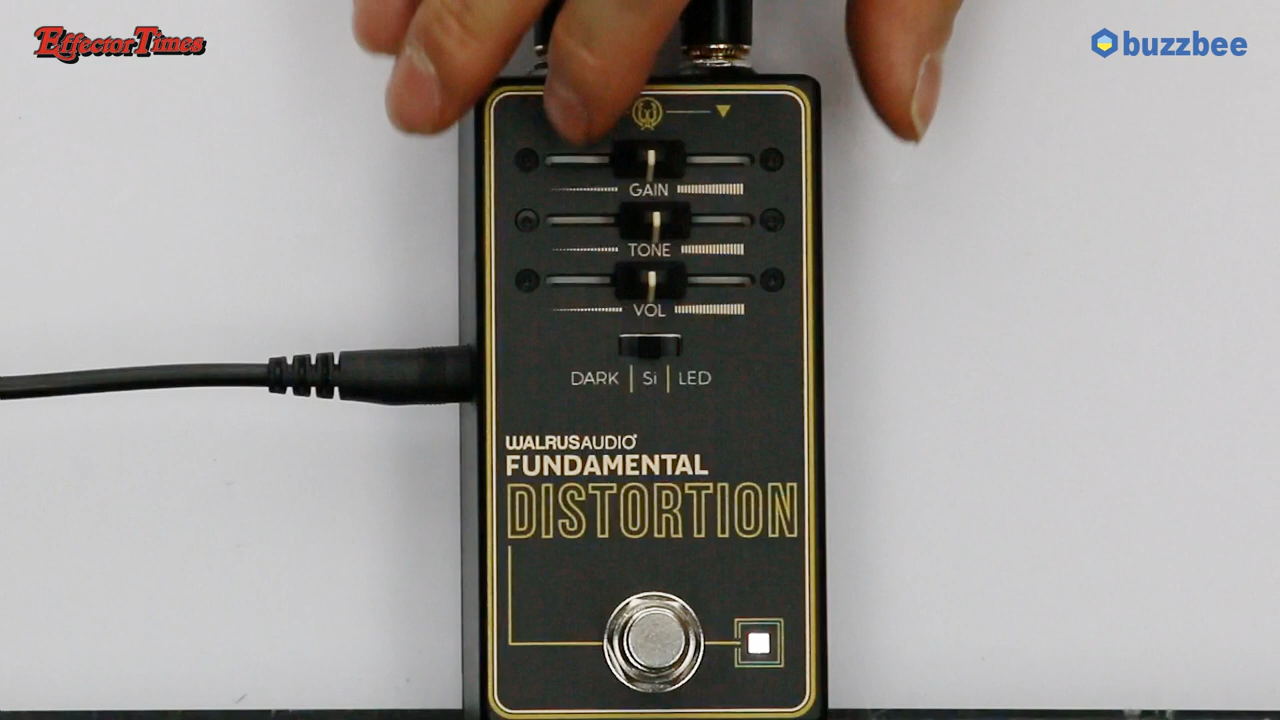 Effector Times
buzzbee
GAIN
TONE
VOL
DARK | Si | LED
WALRUSAUDIO
FUNDAMENTAL
DISTORTION